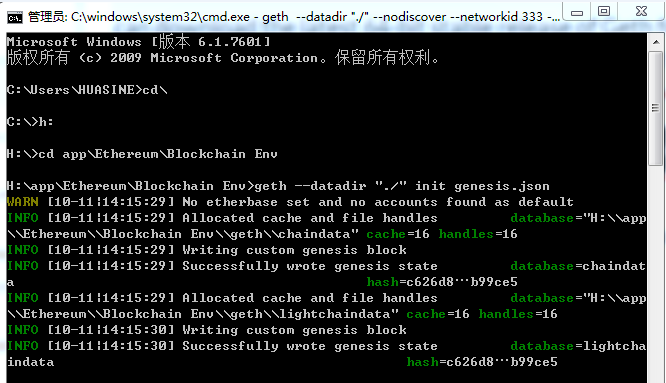 管理员: C:\windows\system32\cmd.exe - geth  --datadir "./" --nodiscover --networkid 333 -...
Microsoft Windows [版本 6.1.7601]
版权所有 (c) 2009 Microsoft Corporation。保留所有权利。
C:\Users\HUASINE>cd\
C:\>h:
H:\>cd app\Ethereum\Blockchain Env
H:\app\Ethereum\Blockchain Env>geth --datadir "./" init genesis.json
WARN [10-11|14:15:29] No etherbase set and no accounts found as default
INFO [10-11|14:15:29] Allocated cache and file handles         database="H:\\app
\\Ethereum\\Blockchain Env\\geth\\chaindata" cache=16 handles=16
INFO [10-11|14:15:29] Writing custom genesis block
INFO [10-11|14:15:29] Successfully wrote genesis state         database=chaindat
a                                          hash=c626d8…b99ce5
INFO [10-11|14:15:29] Allocated cache and file handles         database="H:\\app
\\Ethereum\\Blockchain Env\\geth\\lightchaindata" cache=16 handles=16
INFO [10-11|14:15:30] Writing custom genesis block
INFO [10-11|14:15:30] Successfully wrote genesis state         database=lightcha
indata                                          hash=c626d8…b99ce5